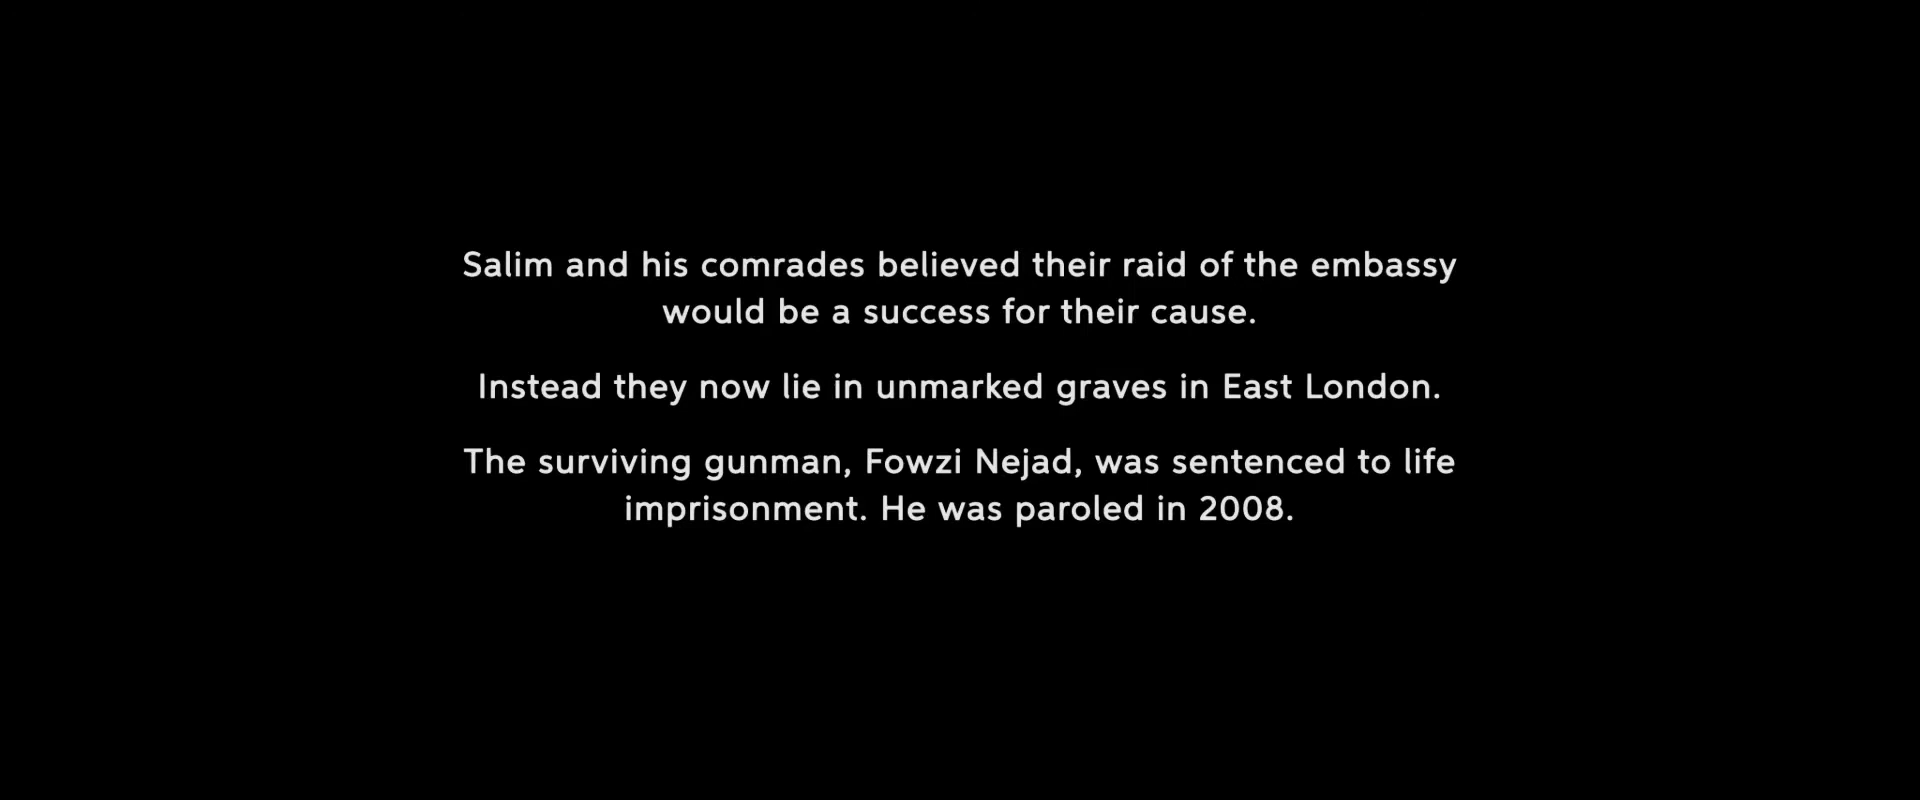 Salim and his comrades believed their raid of the embassy
would be a success for their cause.
Instead they now lie in unmarked graves in East London.
The surviving gunman, Fowzi Nejad, was sentenced to life
imprisonment. He was paroled in 2008.